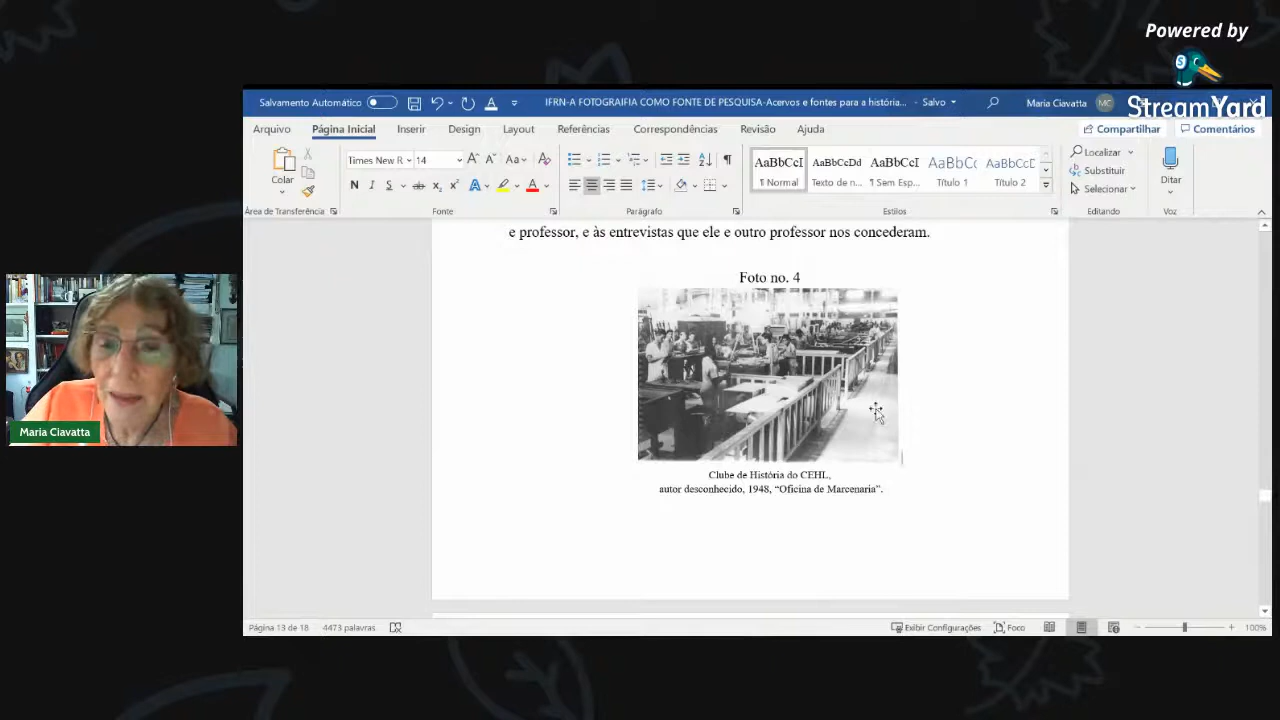 Powered by
StreamYard
Salvamento Automático
IFRN-A FOTOGRAIFIA COMO FONTE DE PESQUISA-Acervos e fontes para a história... - Salvo
Maria Ciavatta
MC
Arquivo
Página Inicial
Inserir
Design
Layout
Referências
Correspondências
Revisão
Ajuda
Compartilhar
Comentários
Colar
Times New R
14
AaBbCcI
AaBbCcDd
AaBbCcI
AaBbCc
AaBbCcD
¶ Normal
Texto de n...
¶ Sem Esp...
Título 1
Título 2
Localizar
Substituir
Selecionar
Ditar
Área de Transferência
Fonte
Parágrafo
Estilos
Editando
Voz
e professor, e às entrevistas que ele e outro professor nos concederam.
Foto no. 4
Clube de História do CEHL,
autor desconhecido, 1948, “Oficina de Marcenaria”.
Maria Ciavatta
Página 13 de 18
4473 palavras
Exibir Configurações
Foco
100%